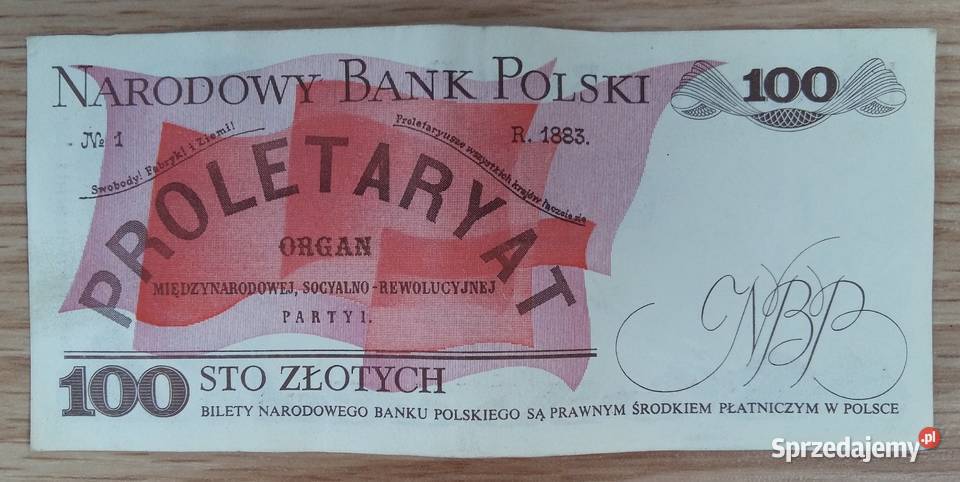 NARODOWY BANK POLSKI
100
№ 1
R. 1883.
Swobody! Fabryk! i Ziemi!
Proletaryusze wszystkich krajów łączcie się
PROLETARYAT
ORGAN
MIĘDZYNARODOWEJ, SOCYALNO-REWOLUCYJNEJ
PARTYI.
NBP
100 STO ZŁOTYCH
BILETY NARODOWEGO BANKU POLSKIEGO SĄ PRAWNYM ŚRODKIEM PŁATNICZYM W POLSCE
Sprzedajemy.pl